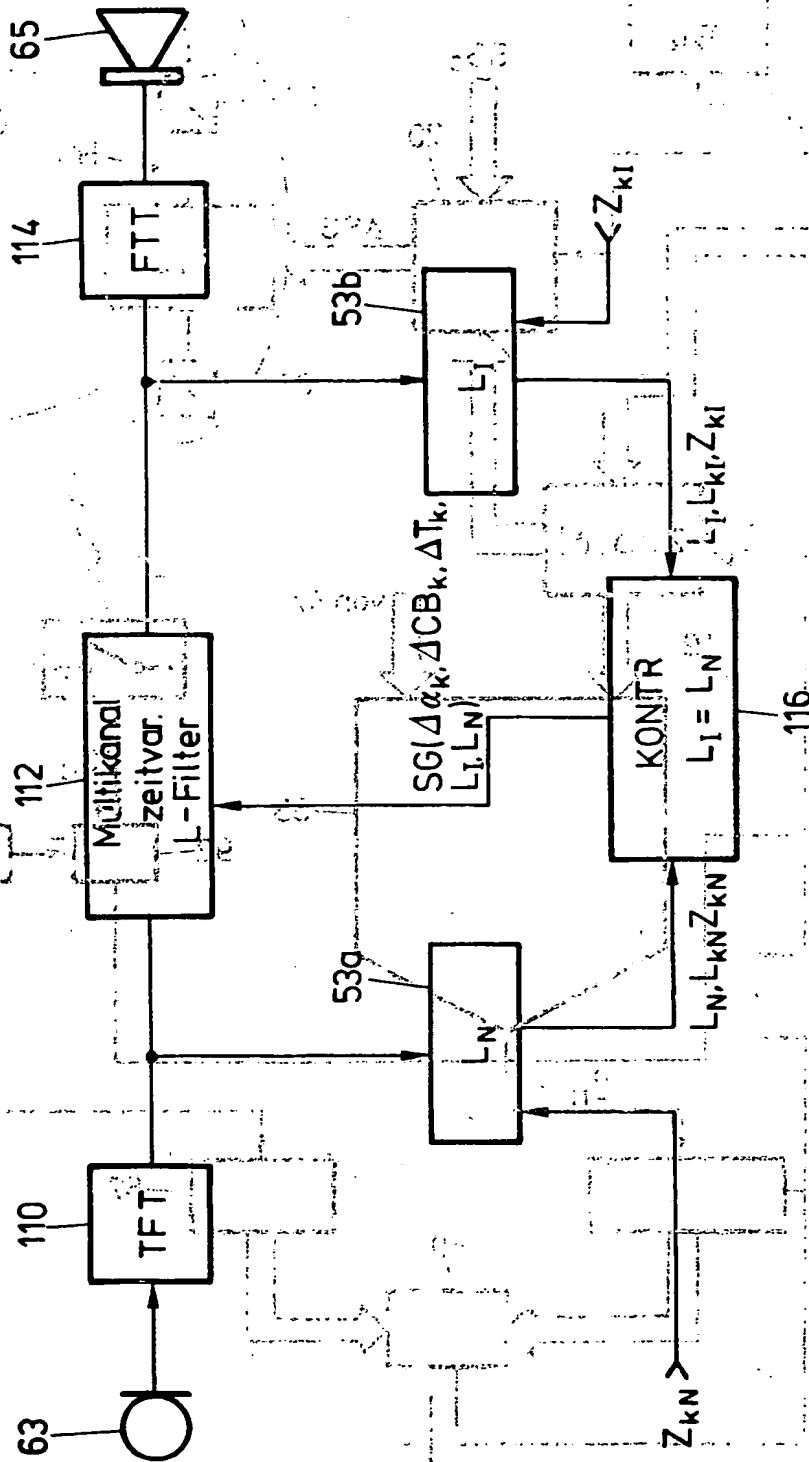 63
110
TFT
112
Multikanal
zeitvar.
L-Filter
114
FTT.
65
53a
L_N
53b
L_I
SG(Δα_k, ΔCB_k, ΔT_k,
L_I, L_N)
Z_kN
L_N, L_kN Z_kN
KONTR
L_I = L_N
116
L_I, L_kI, Z_kI
Z_kI